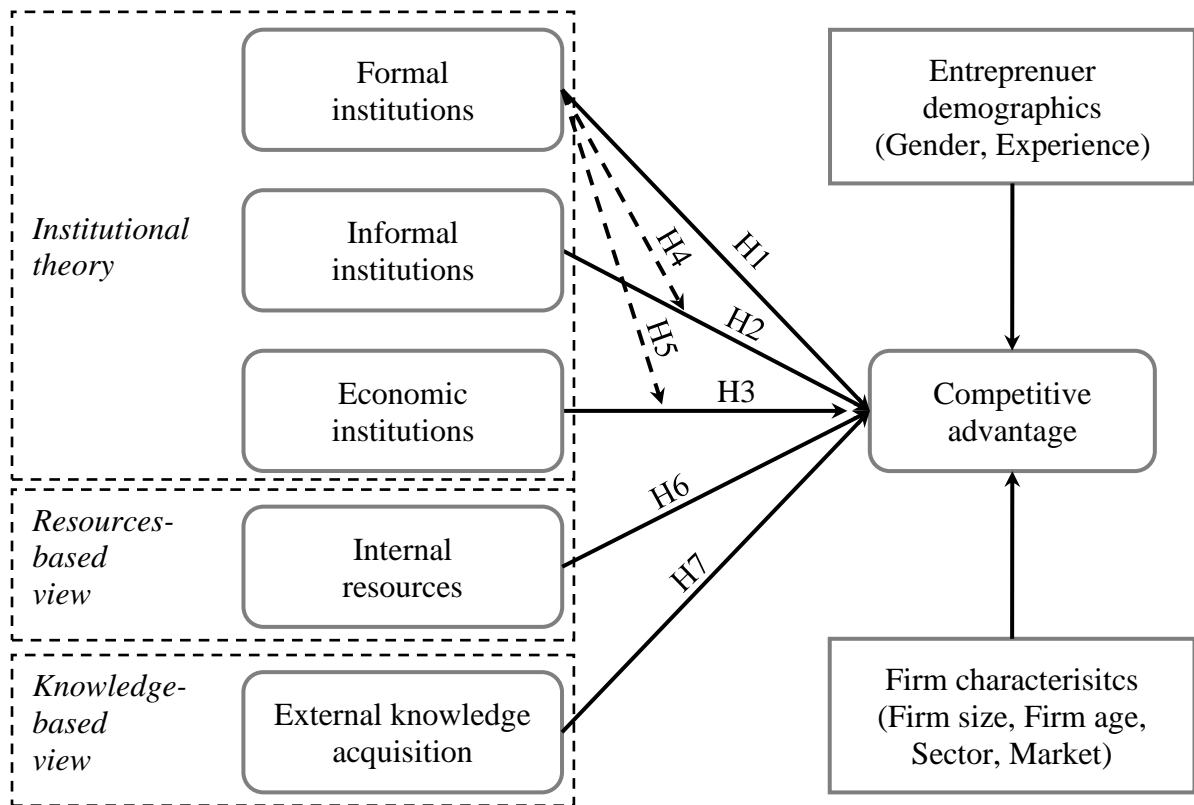 Institutional
theory
Formal
institutions
Informal
institutions
Economic
institutions
Resources-
based
view
Internal
resources
Knowledge-
based
view
External knowledge
acquisition
H1
H4
H2
H5
H3
H6
H7
Entreprenuer
demographics
(Gender, Experience)
Competitive
advantage
Firm characterisitcs
(Firm size, Firm age,
Sector, Market)